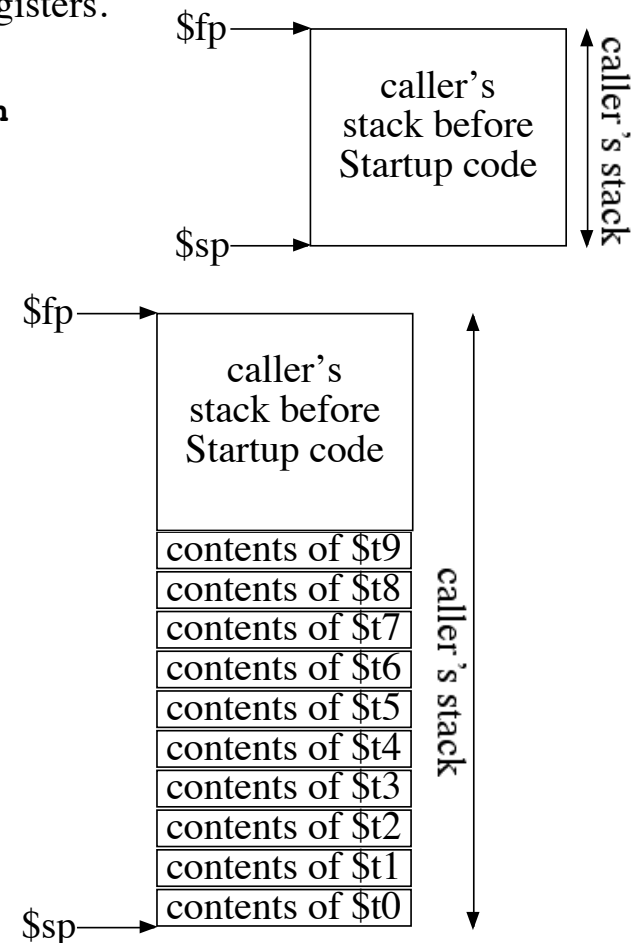 gisters.
$fp
caller's
stack before
Startup code
$sp
caller's stack
$fp
caller's
stack before
Startup code
contents of $t9
contents of $t8
contents of $t7
contents of $t6
contents of $t5
contents of $t4
contents of $t3
contents of $t2
contents of $t1
contents of $t0
$sp
caller's stack